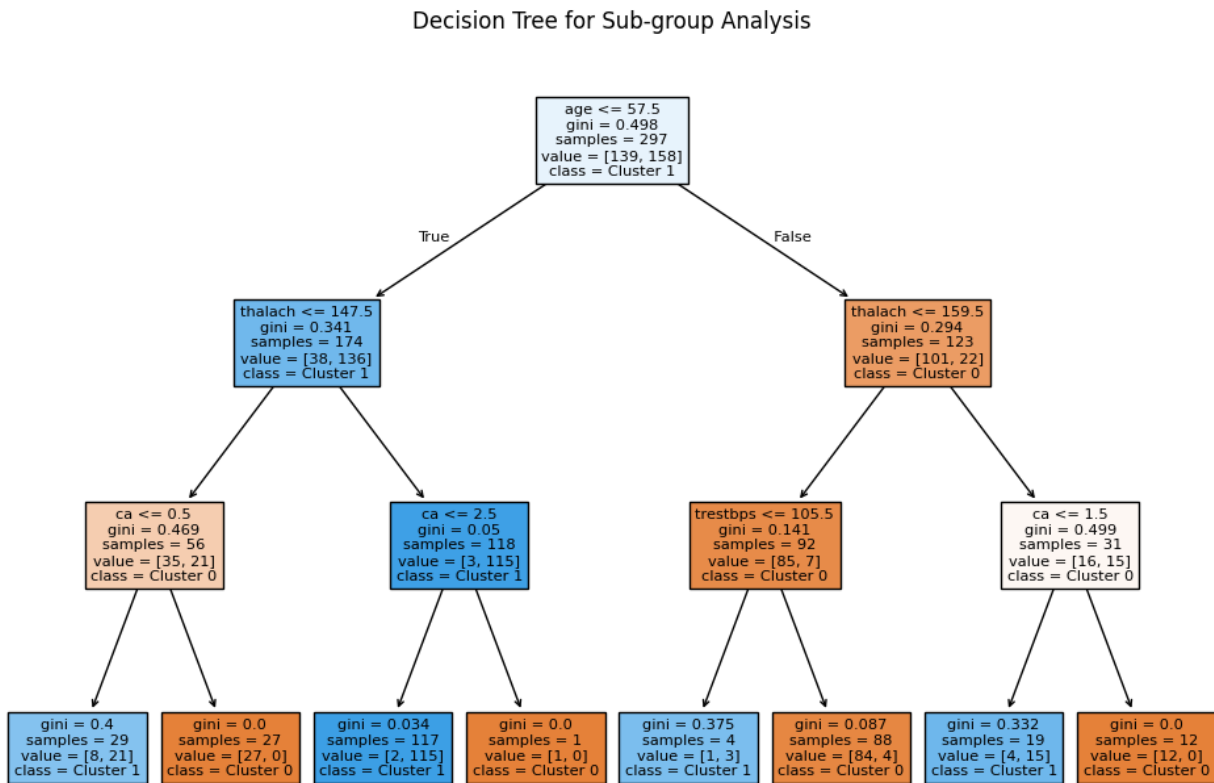 Decision Tree for Sub-group Analysis
age <= 57.5
gini = 0.498
samples = 297
value = [139, 158]
class = Cluster 1
True
False
thalach <= 147.5
gini = 0.341
samples = 174
value = [38, 136]
class = Cluster 1
thalach <= 159.5
gini = 0.294
samples = 123
value = [101, 22]
class = Cluster 0
ca <= 0.5
gini = 0.469
samples = 56
value = [35, 21]
class = Cluster 0
ca <= 2.5
gini = 0.05
samples = 118
value = [3, 115]
class = Cluster 1
trestbps <= 105.5
gini = 0.141
samples = 92
value = [85, 7]
class = Cluster 0
ca <= 1.5
gini = 0.499
samples = 31
value = [16, 15]
class = Cluster 0
gini = 0.4
samples = 29
value = [8, 21]
class = Cluster 1
gini = 0.0
samples = 27
value = [27, 0]
class = Cluster 0
gini = 0.034
samples = 117
value = [2, 115]
class = Cluster 1
gini = 0.0
samples = 1
value = [1, 0]
class = Cluster 0
gini = 0.375
samples = 4
value = [1, 3]
class = Cluster 1
gini = 0.087
samples = 88
value = [84, 4]
class = Cluster 0
gini = 0.332
samples = 19
value = [4, 15]
class = Cluster 1
gini = 0.0
samples = 12
value = [12, 0]
class = Cluster 0